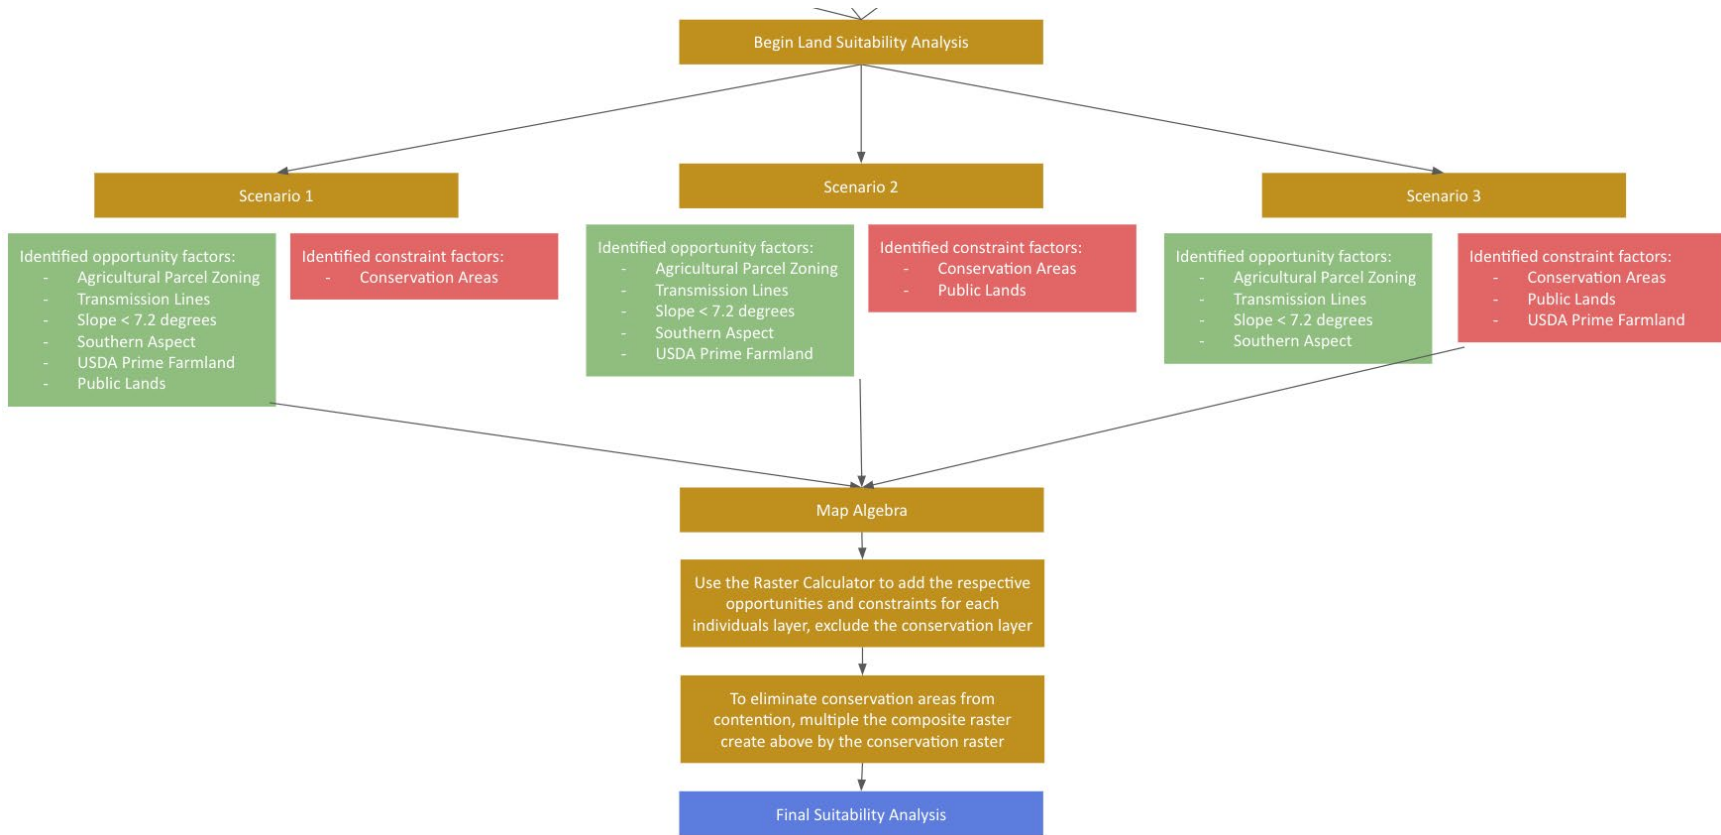 Begin Land Suitability Analysis
Scenario 1
Identified opportunity factors:
- Agricultural Parcel Zoning
- Transmission Lines
- Slope < 7.2 degrees
- Southern Aspect
- USDA Prime Farmland
- Public Lands
Identified constraint factors:
- Conservation Areas
Scenario 2
Identified opportunity factors:
- Agricultural Parcel Zoning
- Transmission Lines
- Slope < 7.2 degrees
- Southern Aspect
- USDA Prime Farmland
Identified constraint factors:
- Conservation Areas
- Public Lands
Scenario 3
Identified opportunity factors:
- Agricultural Parcel Zoning
- Transmission Lines
- Slope < 7.2 degrees
- Southern Aspect
Identified constraint factors:
- Conservation Areas
- Public Lands
- USDA Prime Farmland
Map Algebra
Use the Raster Calculator to add the respective
opportunities and constraints for each
individuals layer, exclude the conservation layer
To eliminate conservation areas from
contention, multiple the composite raster
create above by the conservation raster
Final Suitability Analysis